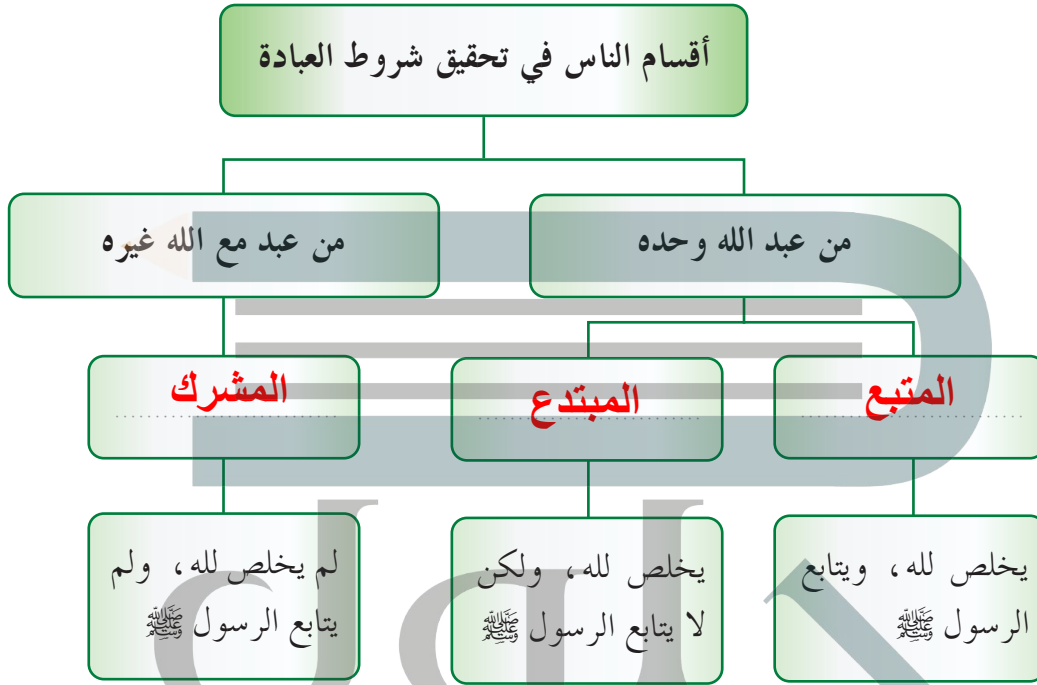 أقسام الناس في تحقيق شروط العبادة
من عبد الله وحده
من عبد مع الله غيره
المتبع
المبتدع
المشرك
يخلص لله، ويتابع
الرسول ﷺ
يخلص لله، ولكن
لا يتابع الرسول ﷺ
لم يخلص لله، ولم
يتابع الرسول ﷺ